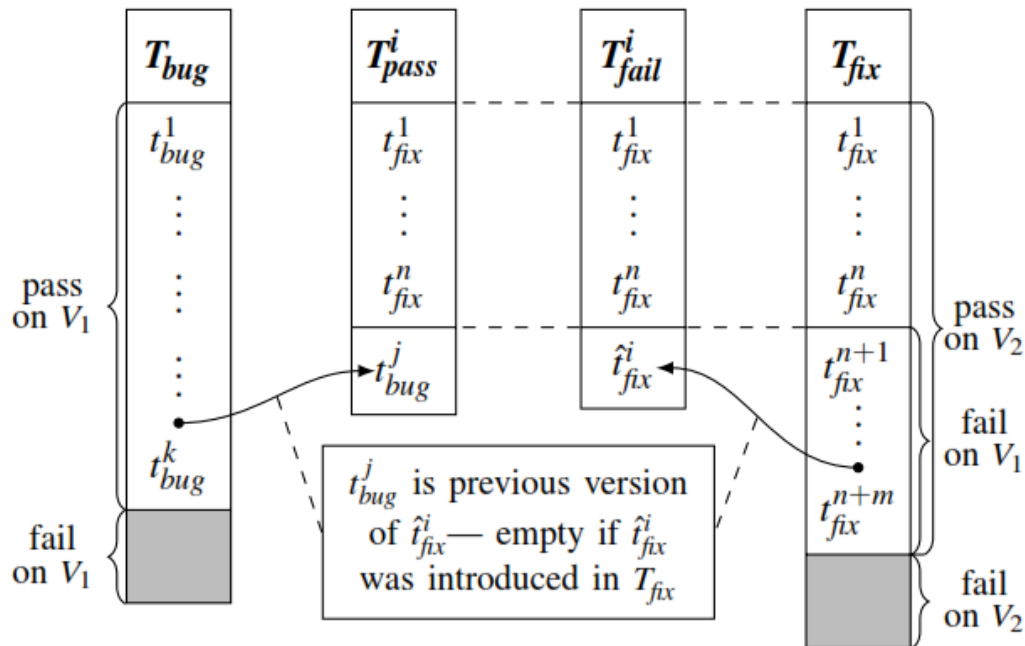 T_bug T^i_pass T^i_fail T_fix
t^1_bug t^1_fix t^1_fix t^1_fix
t^n_fix t^n_fix t^n_fix
pass
on V_1
pass
on V_2
t^j_bug t̂^i_fix t^{n+1}_fix
fail
on V_1
t^k_bug
t^{n+m}_fix
t^j_bug is previous version
of t̂^i_fix— empty if t̂^i_fix
was introduced in T_fix
fail
on V_1
fail
on V_2